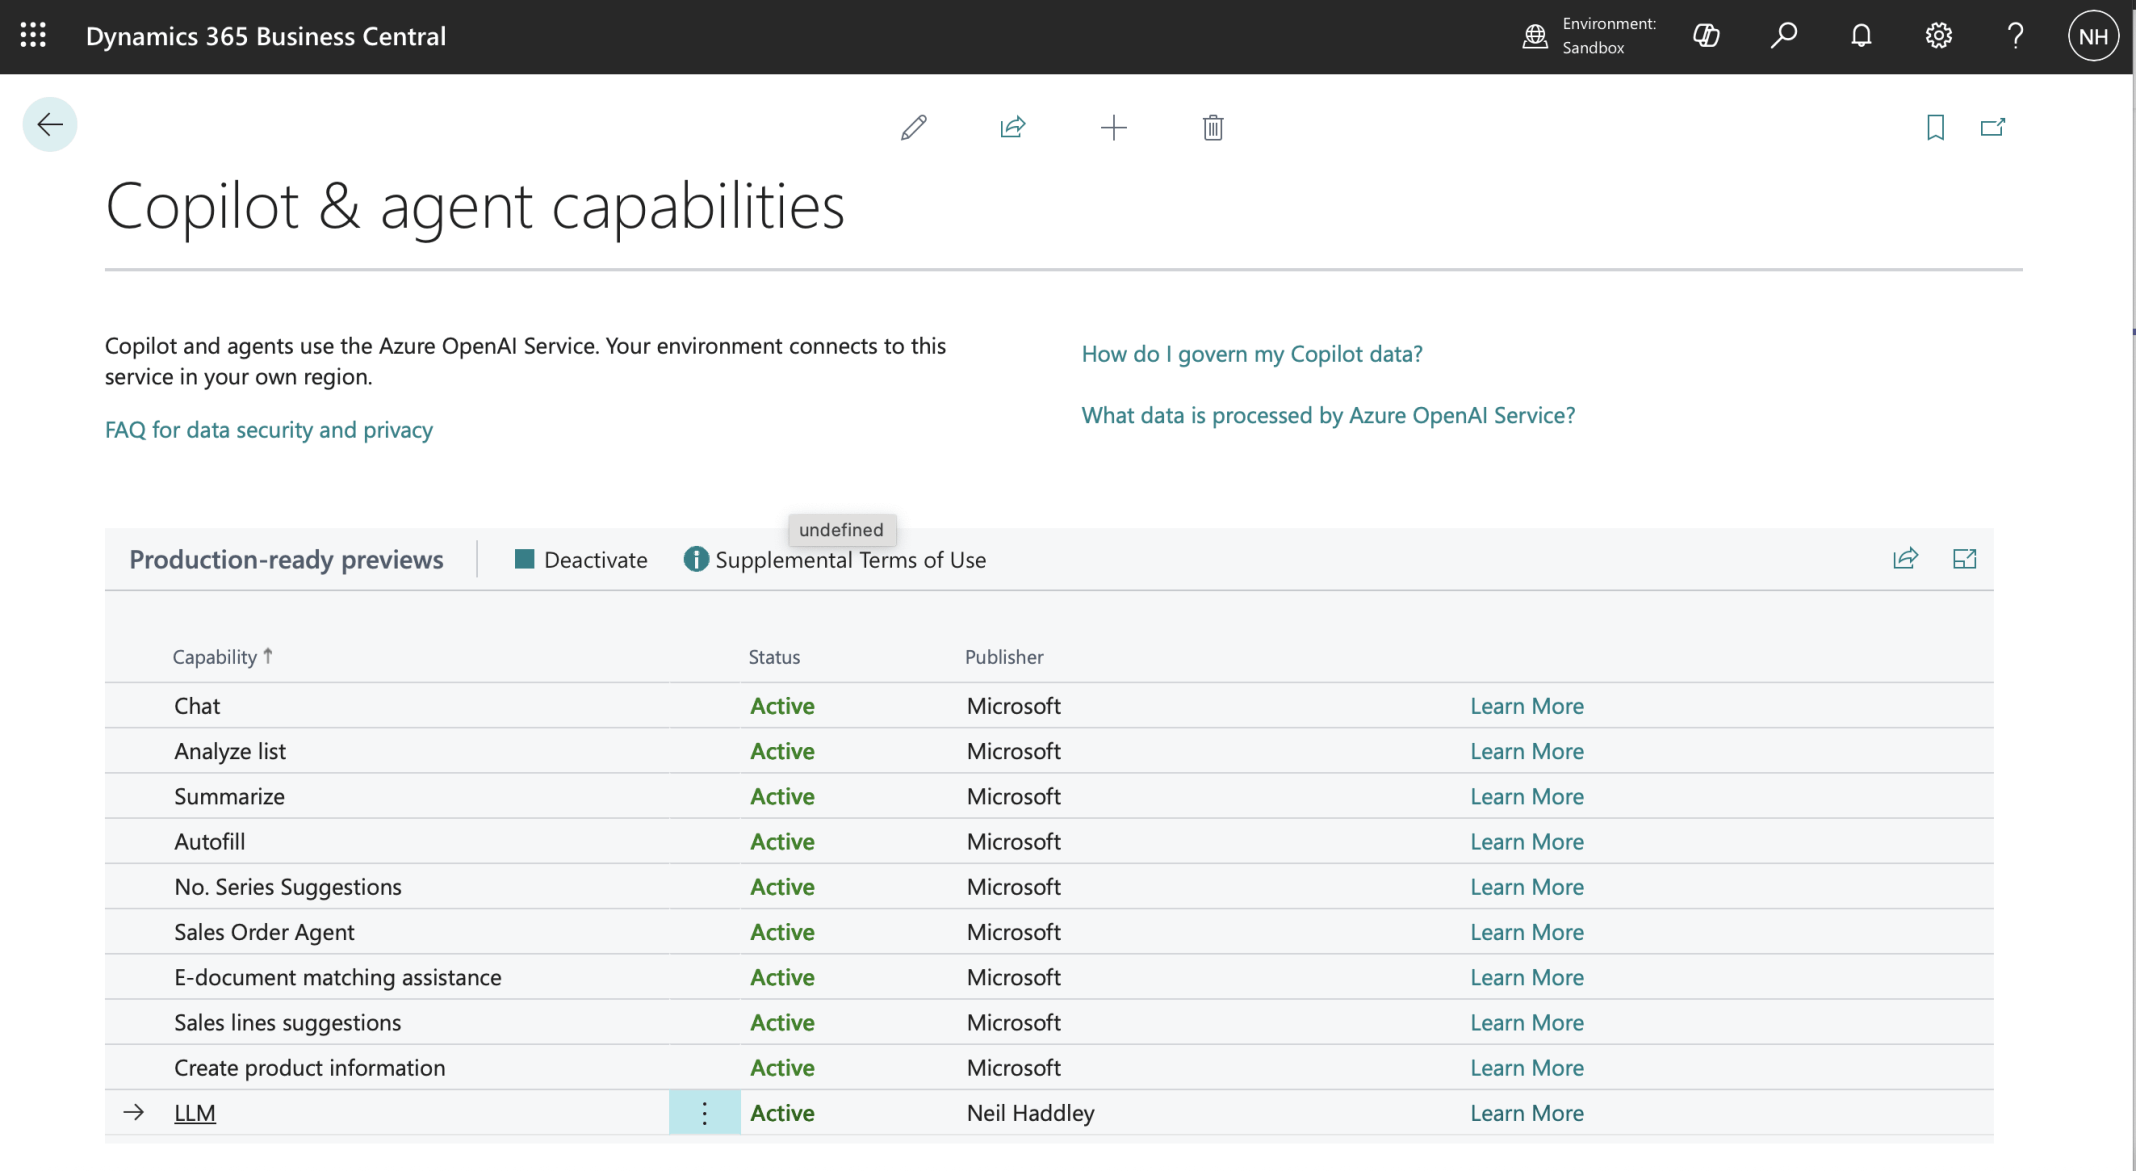 Dynamics 365 Business Central
Environment:
Sandbox
?
NH
Copilot & agent capabilities
Copilot and agents use the Azure OpenAI Service. Your environment connects to this
service in your own region.
FAQ for data security and privacy
How do I govern my Copilot data?
What data is processed by Azure OpenAI Service?
undefined
Production-ready previews Deactivate Supplemental Terms of Use
Capability ↑ Status Publisher
Chat Active Microsoft Learn More
Analyze list Active Microsoft Learn More
Summarize Active Microsoft Learn More
Autofill Active Microsoft Learn More
No. Series Suggestions Active Microsoft Learn More
Sales Order Agent Active Microsoft Learn More
E-document matching assistance Active Microsoft Learn More
Sales lines suggestions Active Microsoft Learn More
Create product information Active Microsoft Learn More
LLM Active Neil Haddley Learn More